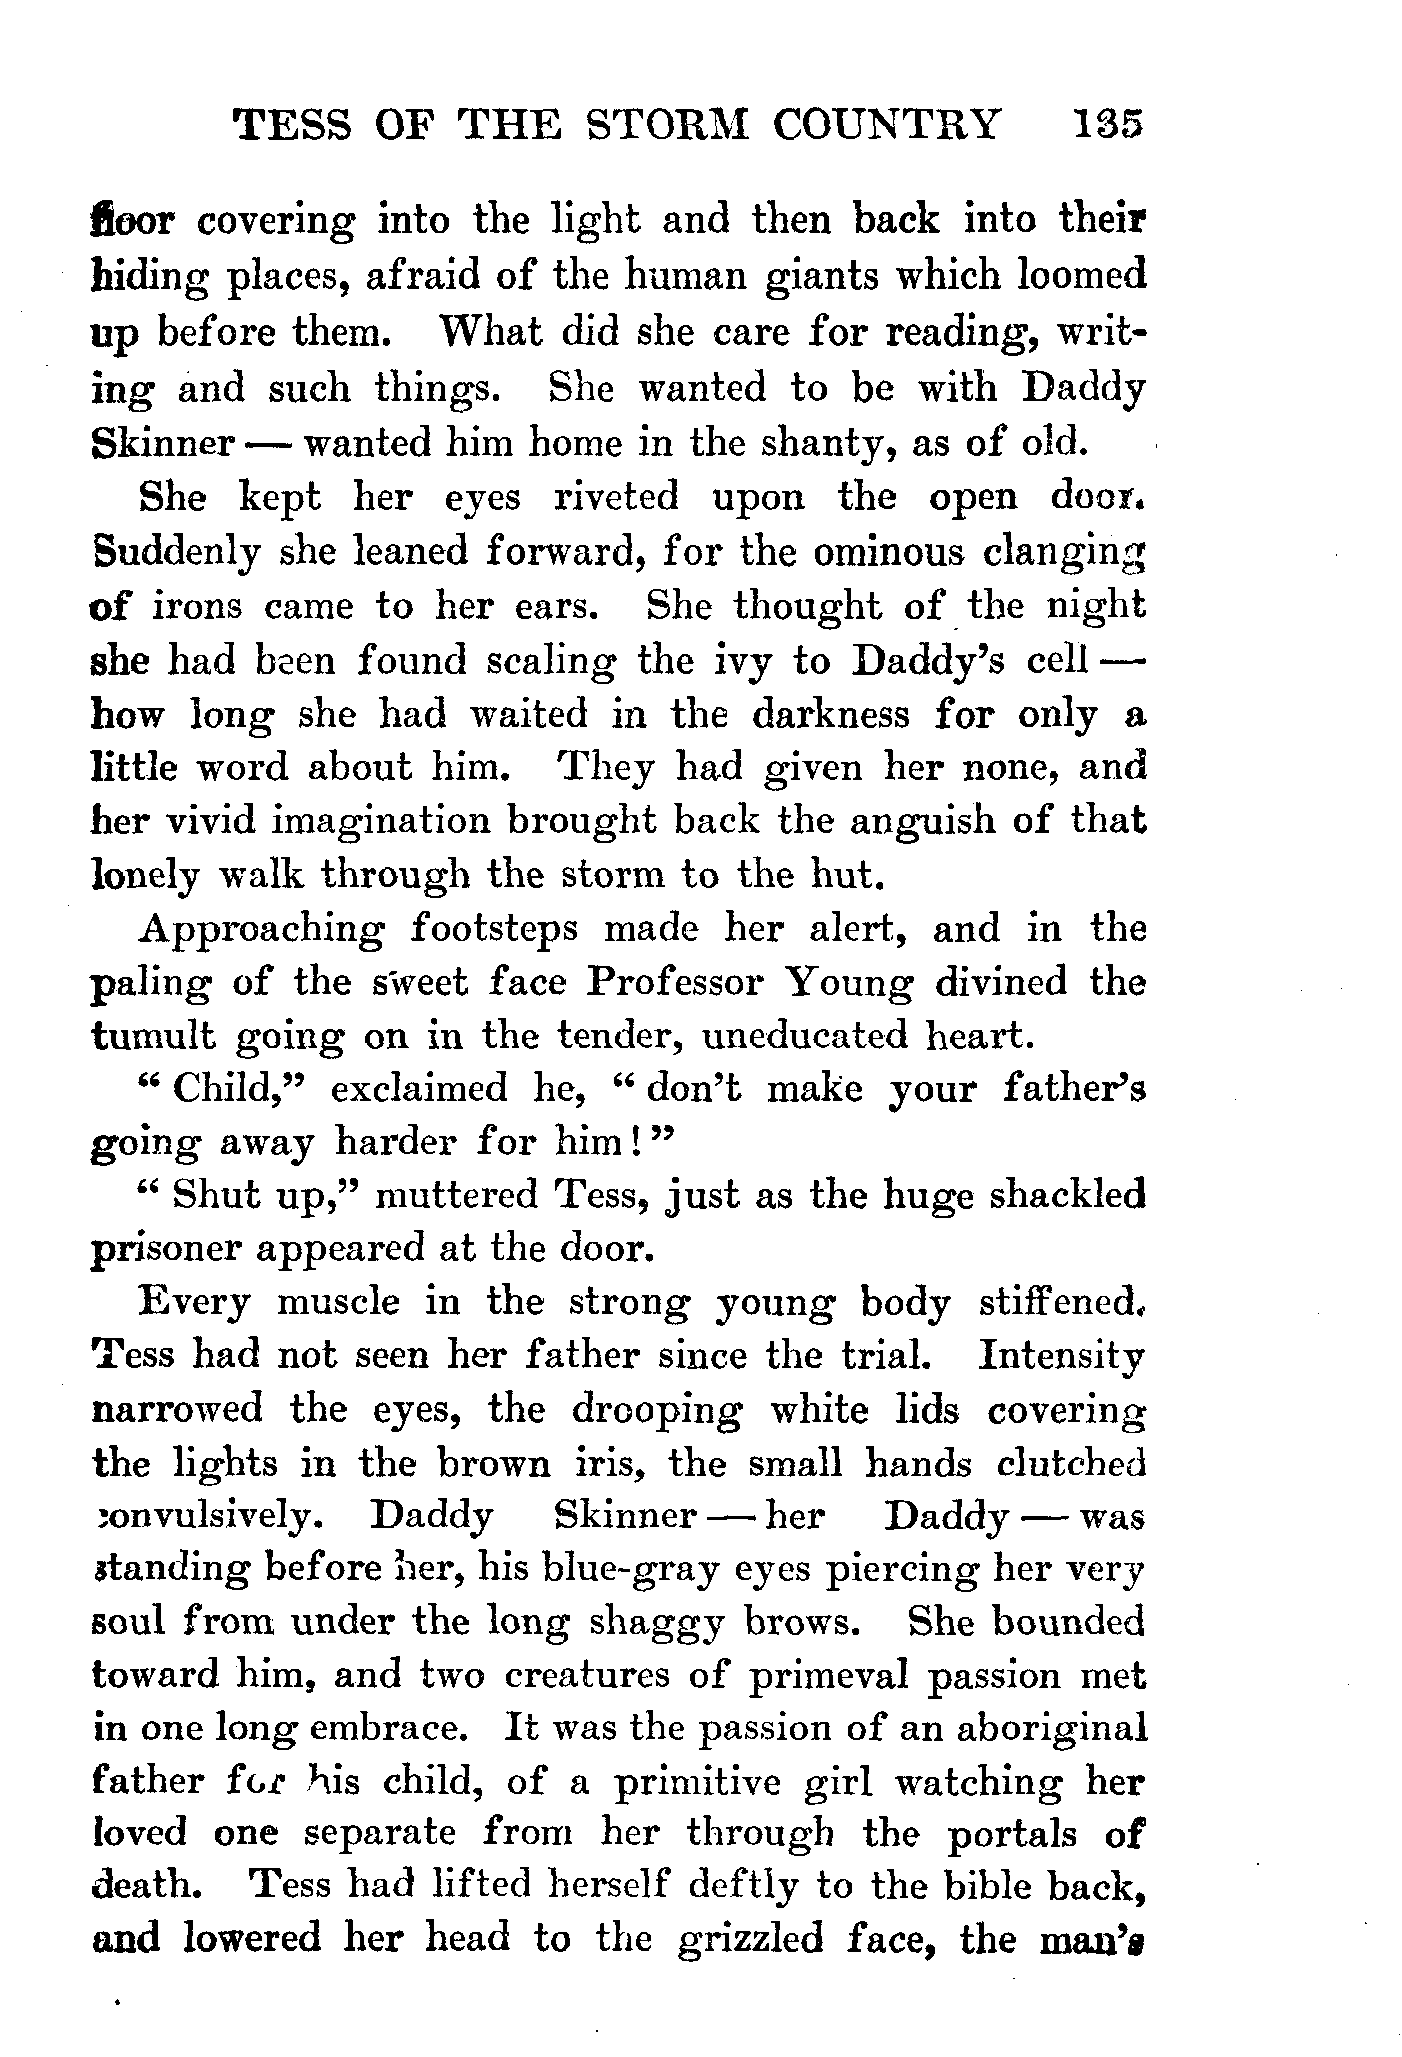 TESS OF THE STORM COUNTRY 135
floor covering into the light and then back into their
hiding places, afraid of the human giants which loomed
up before them. What did she care for reading, writ-
ing and such things. She wanted to be with Daddy
Skinner — wanted him home in the shanty, as of old.
She kept her eyes riveted upon the open door.
Suddenly she leaned forward, for the ominous clanging
of irons came to her ears. She thought of the night
she had been found scaling the ivy to Daddy's cell —
how long she had waited in the darkness for only a
little word about him. They had given her none, and
her vivid imagination brought back the anguish of that
lonely walk through the storm to the hut.
Approaching footsteps made her alert, and in the
paling of the sweet face Professor Young divined the
tumult going on in the tender, uneducated heart.
“ Child,” exclaimed he, “ don't make your father's
going away harder for him! ”
“ Shut up,” muttered Tess, just as the huge shackled
prisoner appeared at the door.
Every muscle in the strong young body stiffened.
Tess had not seen her father since the trial. Intensity
narrowed the eyes, the drooping white lids covering
the lights in the brown iris, the small hands clutched
convulsively. Daddy Skinner — her Daddy — was
standing before her, his blue-gray eyes piercing her very
soul from under the long shaggy brows. She bounded
toward him, and two creatures of primeval passion met
in one long embrace. It was the passion of an aboriginal
father for his child, of a primitive girl watching her
loved one separate from her through the portals of
death. Tess had lifted herself deftly to the bible back,
and lowered her head to the grizzled face, the man's